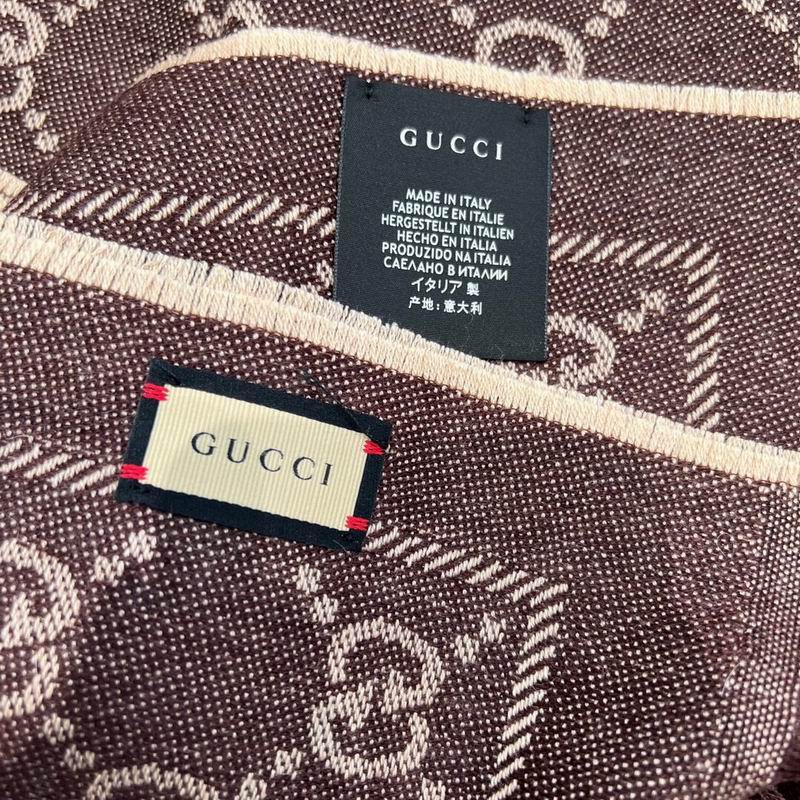 GUCCI
MADE IN ITALY
FABRIQUE EN ITALIE
HERGESTELLT IN ITALIEN
HECHO EN ITALIA
PRODUZIDO NA ITALIA
САЕЛАНО В ИТАЛИИ
イタリア 製
产地：意大利
GUCCI